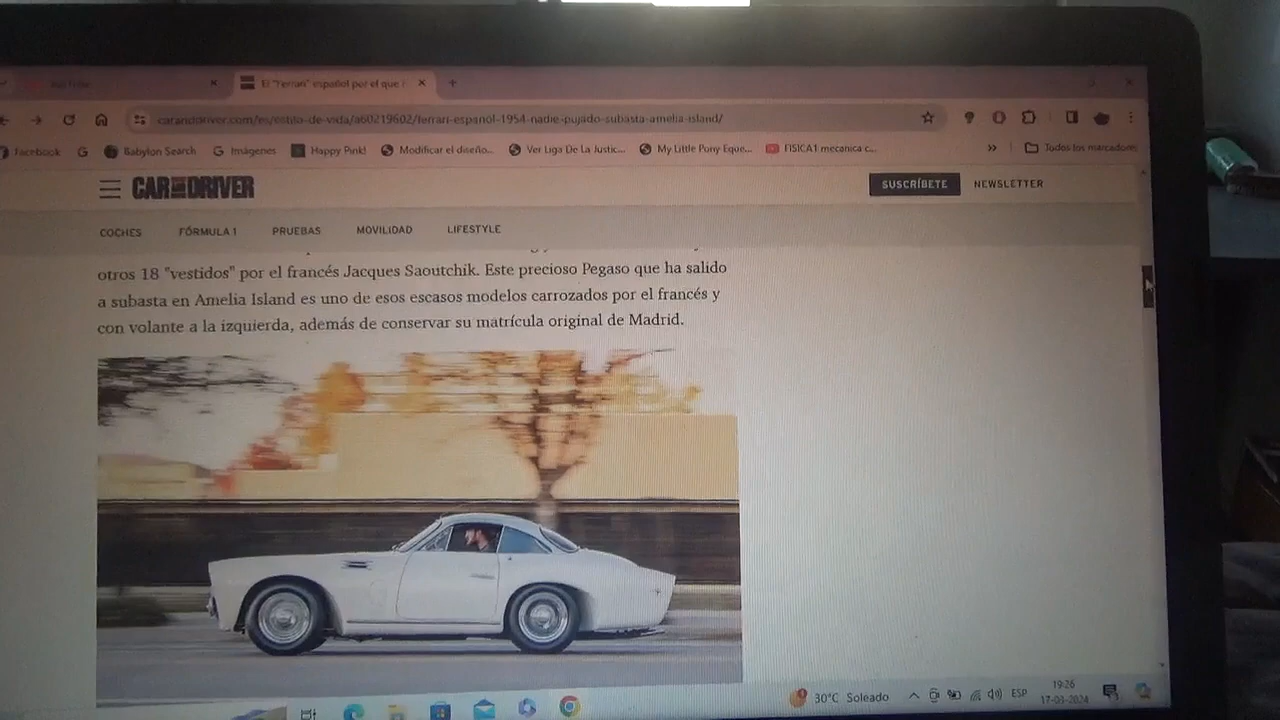 El "Ferrari" español por el que
carandriver.com/es/estilo-de-vida/a60219602/ferrari-espanol-1954-nadie-pujado-subasta-amelia-island/
Facebook
G
Babylon Search
G Imágenes
Happy Pink!
Modificar el diseño...
Ver Liga De La Justic...
My Little Pony Eque...
FISICA1 mecanica c...
»
Todos los marcadores
CAR AND DRIVER
SUSCRÍBETE
NEWSLETTER
COCHES
FÓRMULA 1
PRUEBAS
MOVILIDAD
LIFESTYLE
otros 18 "vestidos" por el francés Jacques Saoutchik. Este precioso Pegaso que ha salido
a subasta en Amelia Island es uno de esos escasos modelos carrozados por el francés y
con volante a la izquierda, además de conservar su matrícula original de Madrid.
30°C Soleado
ESP
19:26
17-03-2024